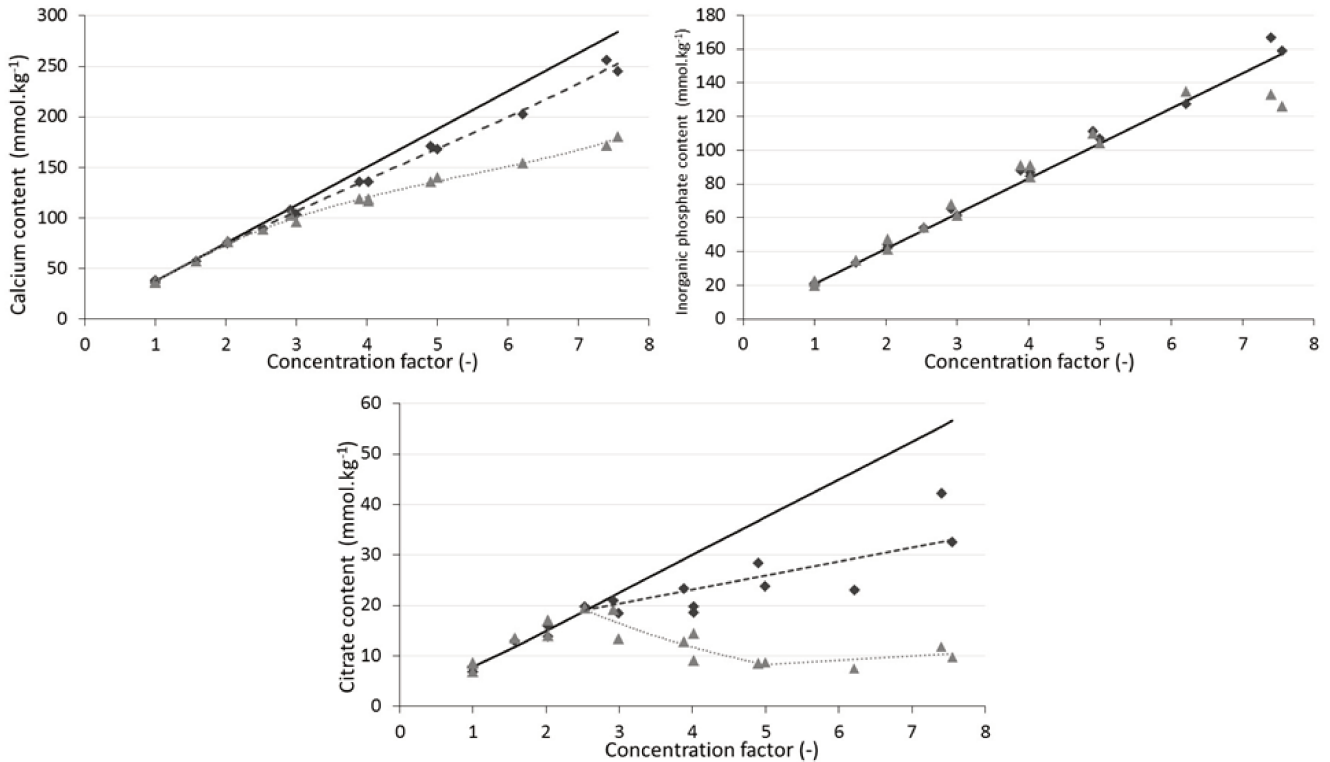 Calcium content (mmol.kg-1)
300
250
200
150
100
50
0
0 1 2 3 4 5 6 7 8
Concentration factor (-)
Inorganic phosphate content (mmol.kg-1)
180
160
140
120
100
80
60
40
20
0
0 1 2 3 4 5 6 7 8
Concentration factor (-)
Citrate content (mmol.kg-1)
60
50
40
30
20
10
0
0 1 2 3 4 5 6 7 8
Concentration factor (-)